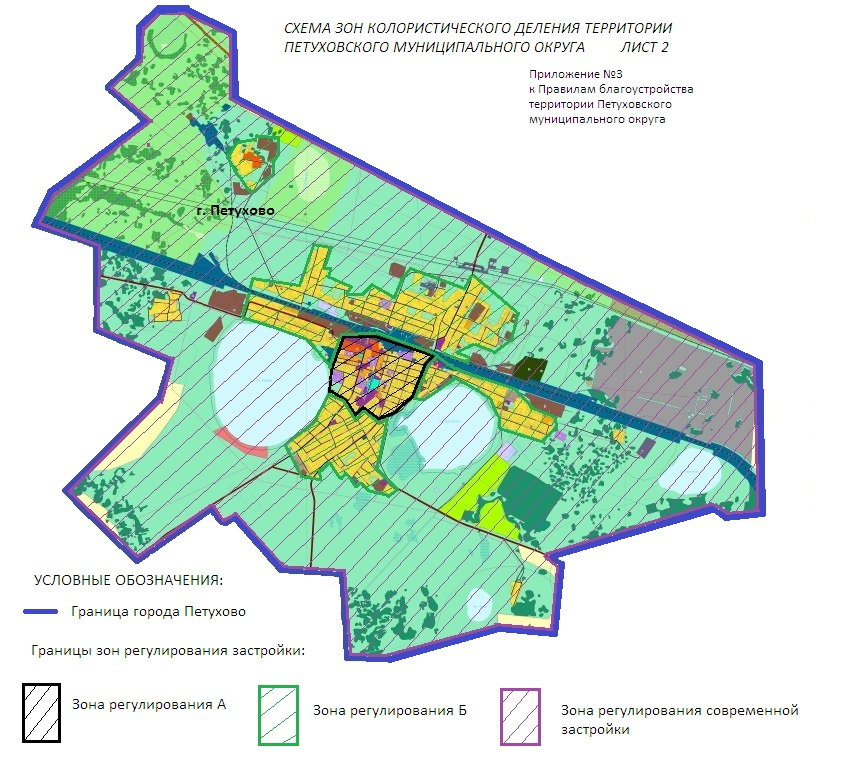 СХЕМА ЗОН КОЛОРИСТИЧЕСКОГО ДЕЛЕНИЯ ТЕРРИТОРИИ
ПЕТУХОВСКОГО МУНИЦИПАЛЬНОГО ОКРУГА ЛИСТ 2
Приложение №3
к Правилам благоустройства
территории Петуховского
муниципального округа
г. Петухово
УСЛОВНЫЕ ОБОЗНАЧЕНИЯ:
Граница города Петухово
Границы зон регулирования застройки:
Зона регулирования А
Зона регулирования Б
Зона регулирования современной
застройки